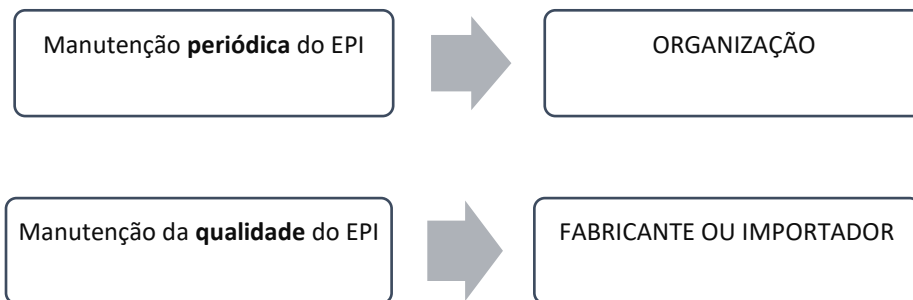 Manutenção periódica do EPI
ORGANIZAÇÃO
Manutenção da qualidade do EPI
FABRICANTE OU IMPORTADOR